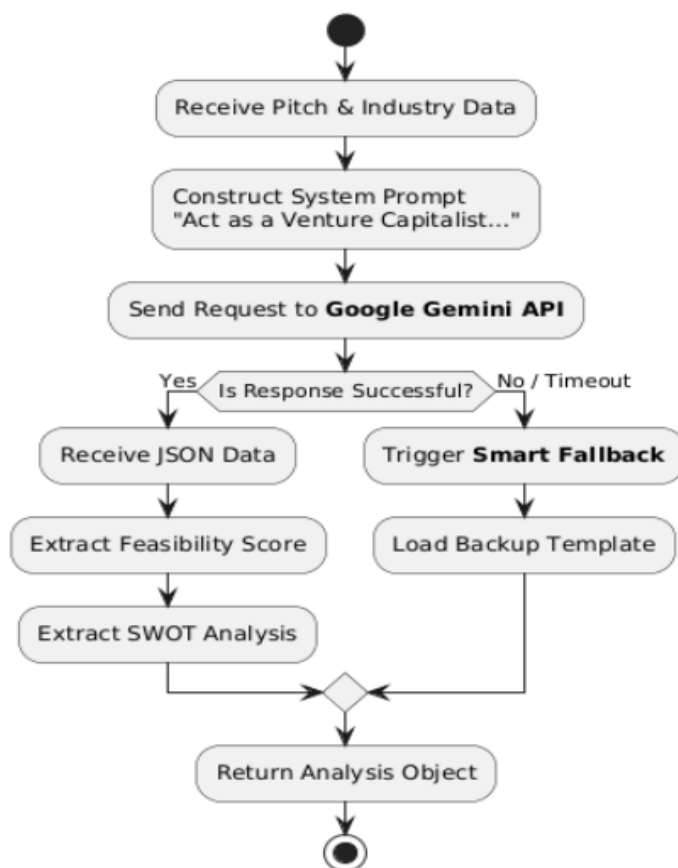 Receive Pitch & Industry Data
Construct System Prompt
"Act as a Venture Capitalist..."
Send Request to Google Gemini API
Is Response Successful?
Yes
No / Timeout
Receive JSON Data
Extract Feasibility Score
Extract SWOT Analysis
Trigger Smart Fallback
Load Backup Template
Return Analysis Object